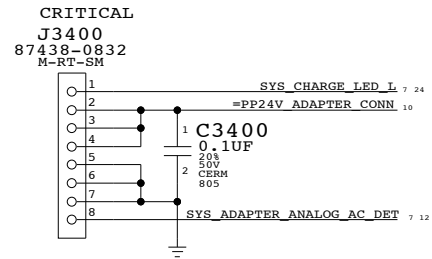 CRITICAL
J3400
87438-0832
M-RT-SM
1 SYS_CHARGE_LED_L 7 24
2 =PP24V_ADAPTER_CONN 10
3
4
5
6
7
8 SYS_ADAPTER_ANALOG_AC_DET 7 12
1 C3400
0.1UF
20%
50V
2 CERM
805